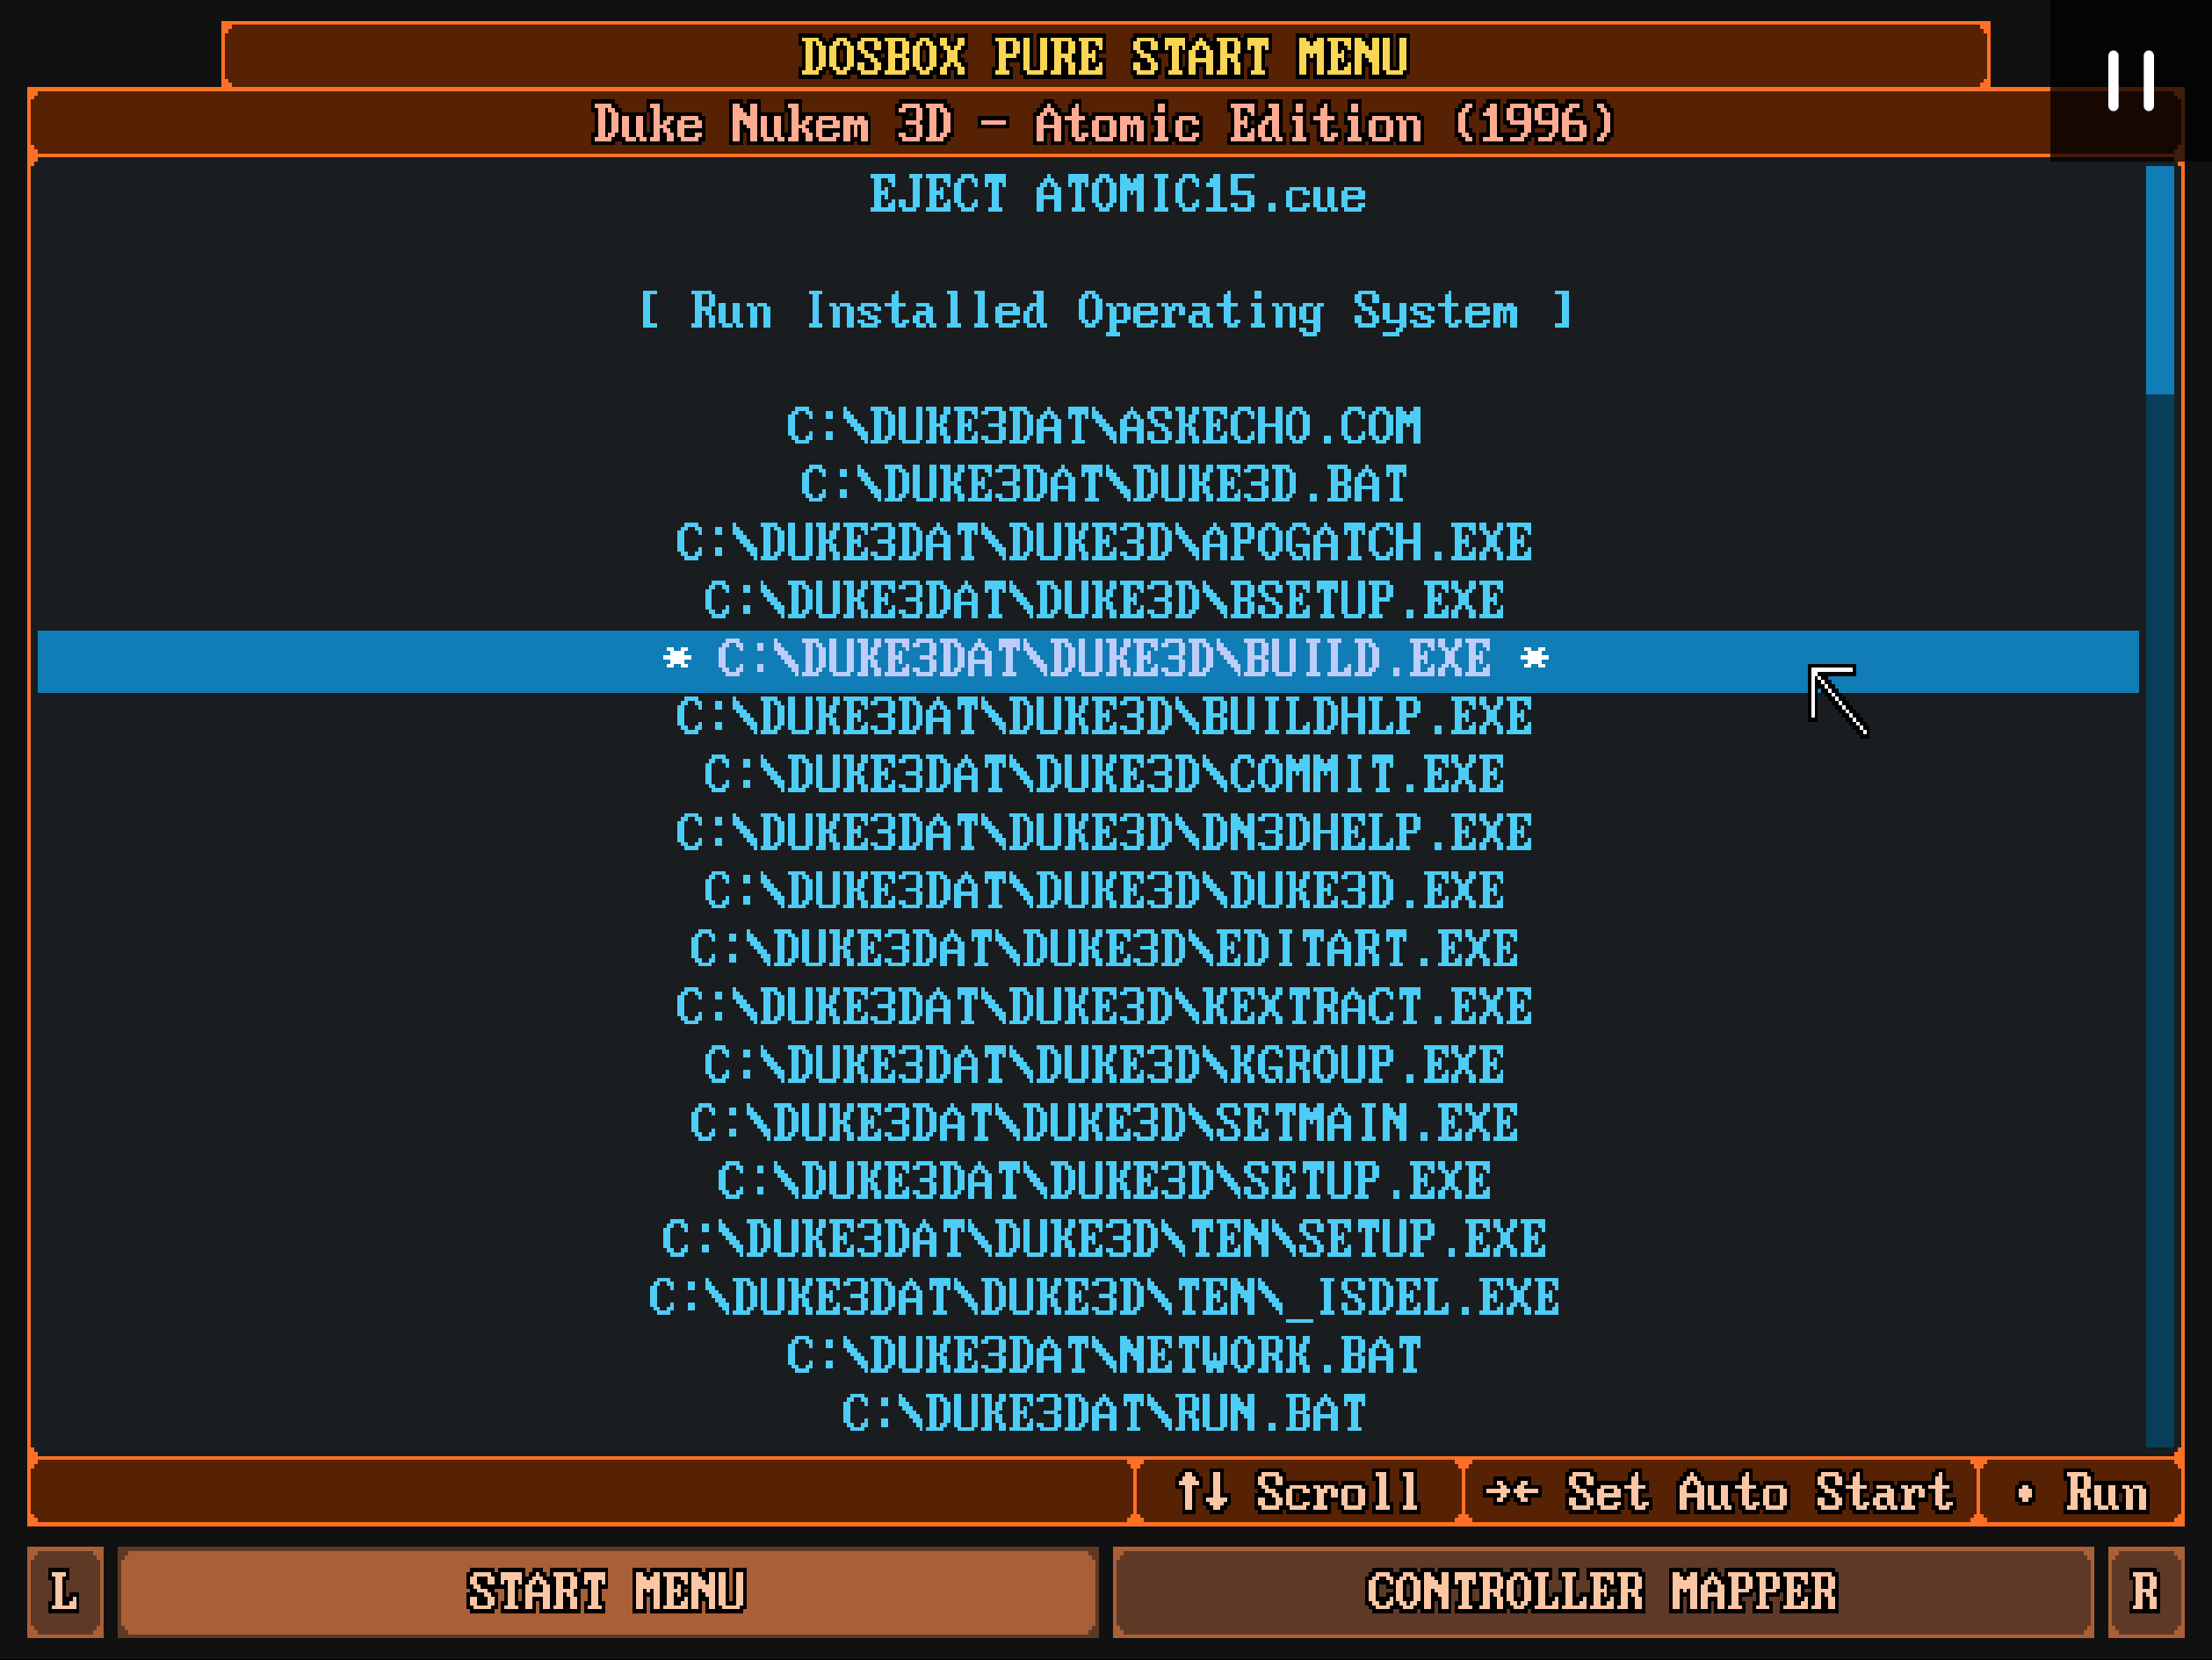 DOSBOX PURE START MENU
Duke Nukem 3D - Atomic Edition (1996)
EJECT ATOMIC15.cue
[ Run Installed Operating System ]
C:\DUKE3DAT\ASKECHO.COM
C:\DUKE3DAT\DUKE3D.BAT
C:\DUKE3DAT\DUKE3D\APOGATCH.EXE
C:\DUKE3DAT\DUKE3D\BSETUP.EXE
* C:\DUKE3DAT\DUKE3D\BUILD.EXE *
C:\DUKE3DAT\DUKE3D\BUILDHLP.EXE
C:\DUKE3DAT\DUKE3D\COMMIT.EXE
C:\DUKE3DAT\DUKE3D\DN3DHELP.EXE
C:\DUKE3DAT\DUKE3D\DUKE3D.EXE
C:\DUKE3DAT\DUKE3D\EDITART.EXE
C:\DUKE3DAT\DUKE3D\KEXTRACT.EXE
C:\DUKE3DAT\DUKE3D\KGROUP.EXE
C:\DUKE3DAT\DUKE3D\SETMAIN.EXE
C:\DUKE3DAT\DUKE3D\SETUP.EXE
C:\DUKE3DAT\DUKE3D\TEN\SETUP.EXE
C:\DUKE3DAT\DUKE3D\TEN\_ISDEL.EXE
C:\DUKE3DAT\NETWORK.BAT
C:\DUKE3DAT\RUN.BAT
↑↓ Scroll →← Set Auto Start • Run
L START MENU CONTROLLER MAPPER R